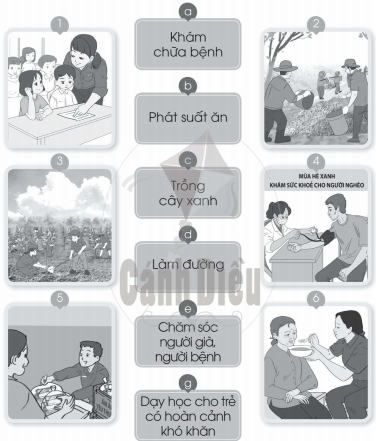 1
a
Khám
chữa bệnh
2
b
Phát suất ăn
3
c
Trồng
cây xanh
4
MÙA HÈ XANH
KHÁM SỨC KHOẺ CHO NGƯỜI NGHÈO
d
Làm đường
Cánh Diều
5
e
Chăm sóc
người già,
người bệnh
6
g
Dạy học cho trẻ
có hoàn cảnh
khó khăn